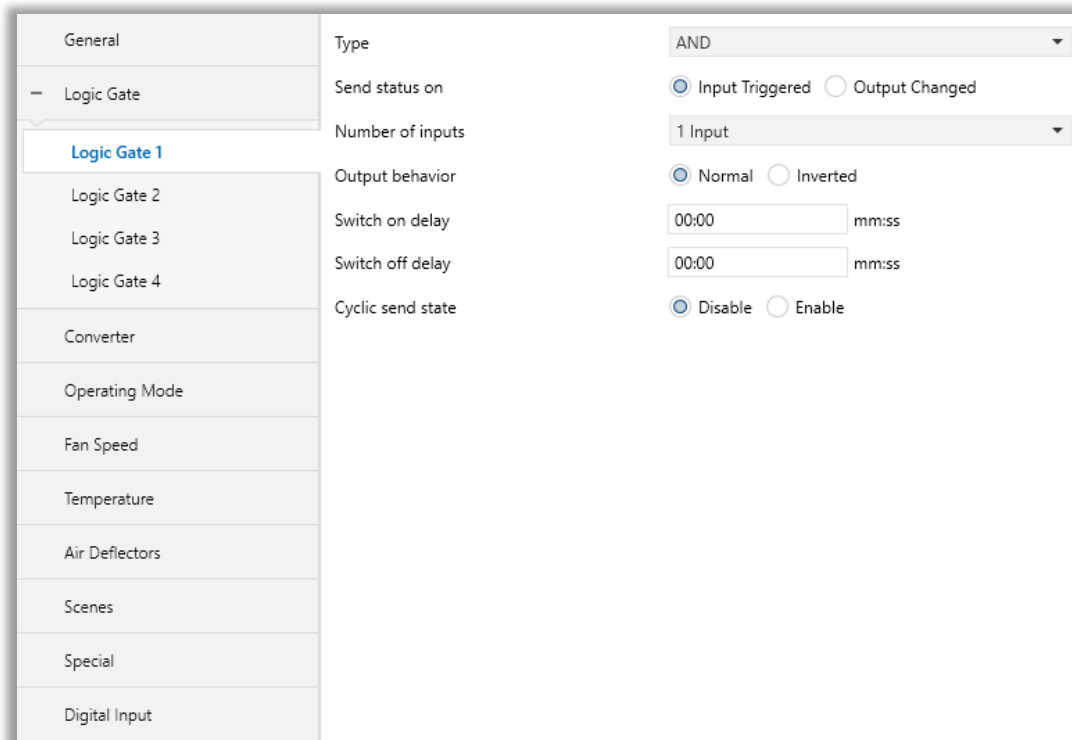 General
Logic Gate
Logic Gate 1
Logic Gate 2
Logic Gate 3
Logic Gate 4
Converter
Operating Mode
Fan Speed
Temperature
Air Deflectors
Scenes
Special
Digital Input
Type AND
Send status on Input Triggered Output Changed
Number of inputs 1 Input
Output behavior Normal Inverted
Switch on delay 00:00 mm:ss
Switch off delay 00:00 mm:ss
Cyclic send state Disable Enable